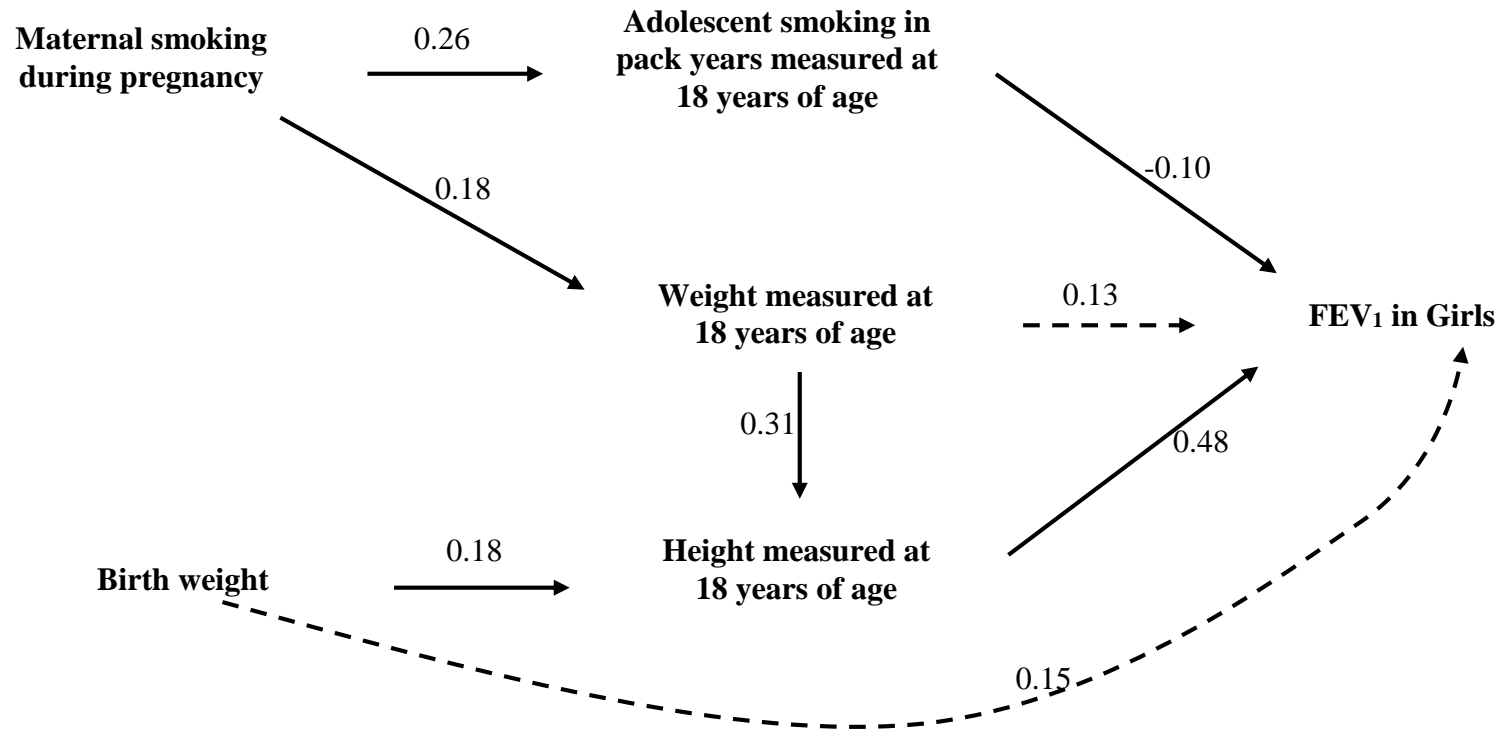 Maternal smoking
during pregnancy
0.26
Adolescent smoking in
pack years measured at
18 years of age
-0.10
0.18
Weight measured at
18 years of age
0.13
FEV₁ in Girls
0.31
0.48
Birth weight
0.18
Height measured at
18 years of age
0.15